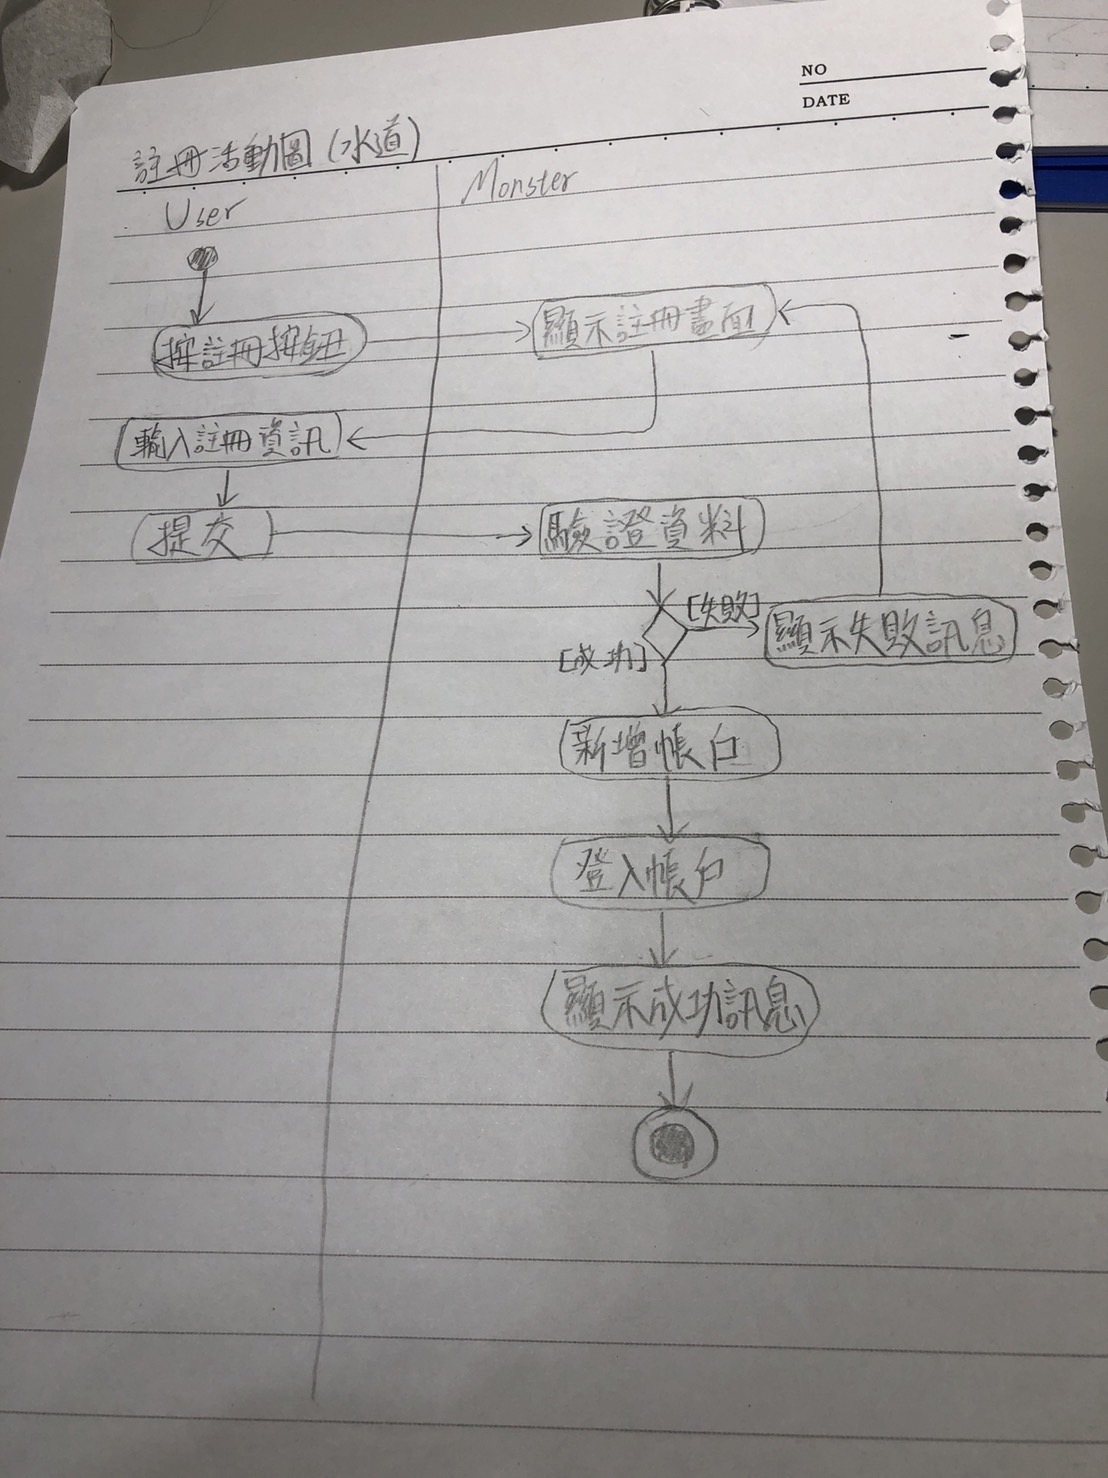 NO
DATE
註冊活動圖(水道)
User
Monster
按註冊按鈕
顯示註冊畫面
輸入註冊資訊
提交
驗證資料
[失敗]
顯示失敗訊息
[成功]
新增帳戶
登入帳戶
顯示成功訊息